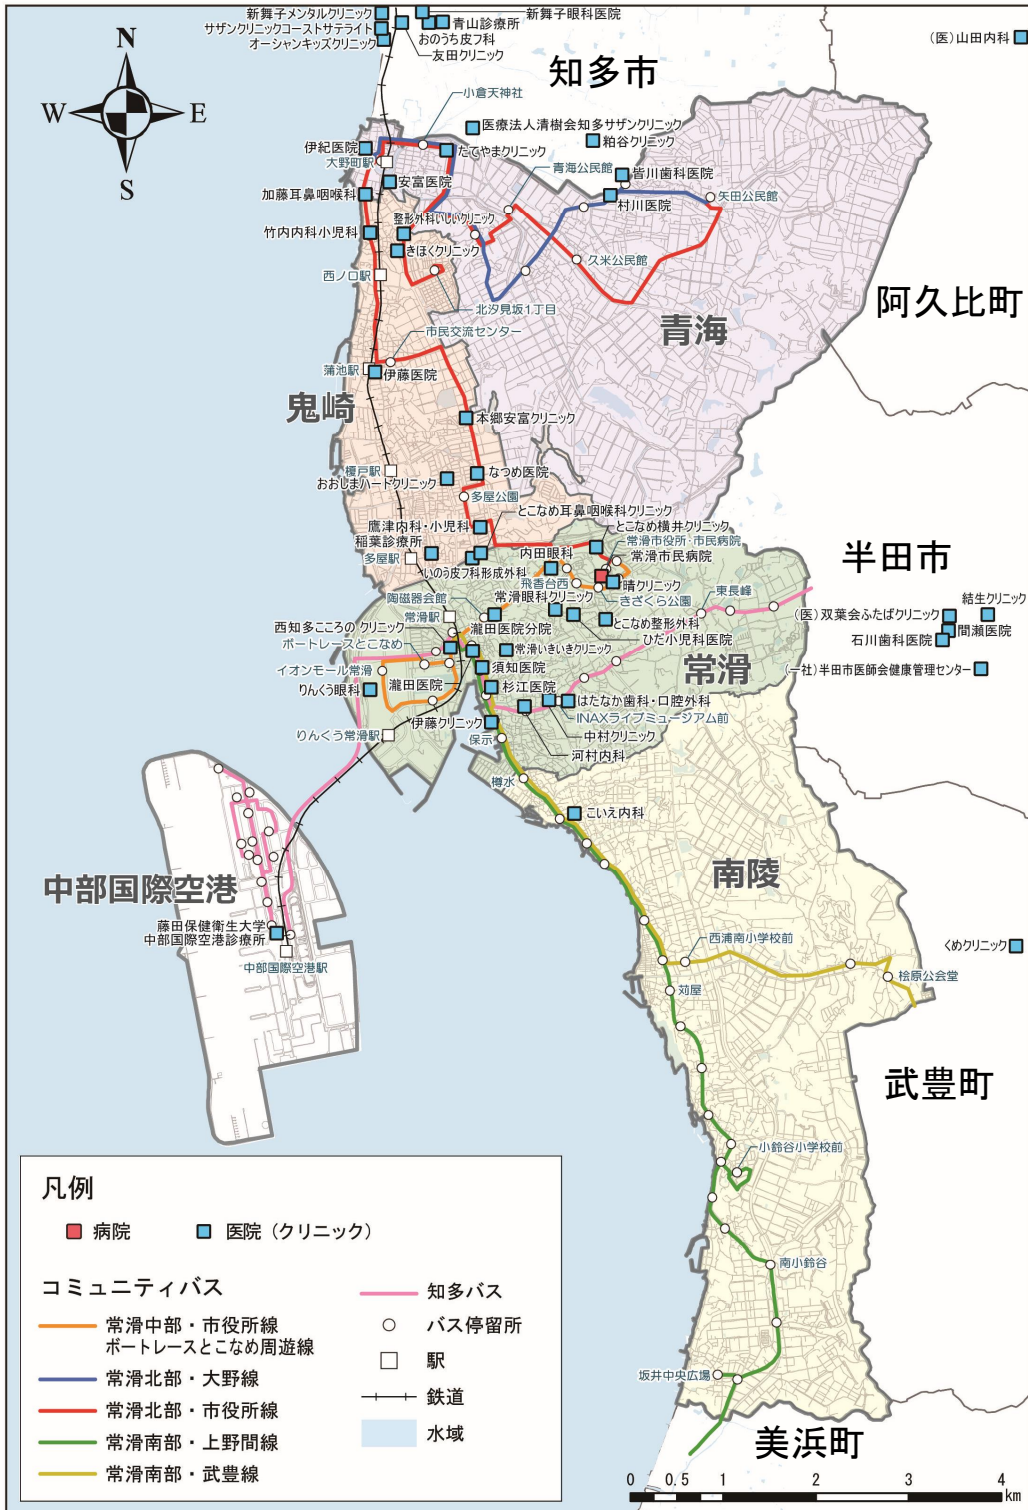 新舞子メンタルクリニック
サザンクリニックコーストサテライト
オーシャンキッズクリニック
新舞子眼科医院
青山診療所
おのうち皮フ科
友田クリニック
(医)山田内科
知多市
N
W
E
S
小倉天神社
医療法人清樹会知多サザンクリニック
粕谷クリニック
伊紀医院
大野町駅
たてやまクリニック
青海公民館
皆川歯科医院
安富医院
加藤耳鼻咽喉科
村川医院
矢田公民館
整形外科いしいクリニック
竹内内科小児科
きほくクリニック
久米公民館
西ノ口駅
北汐見坂1丁目
阿久比町
青海
市民交流センター
蒲池駅
伊藤医院
鬼崎
本郷安富クリニック
榎戸駅
なつめ医院
おおしまハートクリニック
多屋公園
とこなめ耳鼻咽喉科クリニック
鷹津内科・小児科
とこなめ横井クリニック
稲葉診療所
常滑市役所・市民病院
多屋駅
内田眼科
常滑市民病院
半田市
いのう皮フ科形成外科
飛香台西
晴クリニック
きざくら公園
東長峰
結生クリニック
陶磁器会館
常滑眼科クリニック
(医)双葉会ふたばクリニック
常滑駅
とこなめ整形外科
間瀬医院
西知多こころのクリニック
瀧田医院分院
ひだ小児科医院
石川歯科医院
ボートレースとこなめ
常滑いきいきクリニック
イオンモール常滑
須知医院
常滑
(一社)半田市医師会健康管理センター
りんくう眼科
瀧田医院
杉江医院
はたなか歯科・口腔外科
INAXライブミュージアム前
伊藤クリニック
中村クリニック
りんくう常滑駅
保示
河村内科
樽水
こいえ内科
中部国際空港
南陵
藤田保健衛生大学
中部国際空港診療所
西浦南小学校前
くめクリニック
中部国際空港駅
桧原公会堂
苅屋
武豊町
小鈴谷小学校前
凡例
病院
医院（クリニック）
コミュニティバス
常滑中部・市役所線
ボートレースとこなめ周遊線
常滑北部・大野線
常滑北部・市役所線
常滑南部・上野間線
常滑南部・武豊線
知多バス
バス停留所
駅
鉄道
水域
南小鈴谷
坂井中央広場
美浜町
0 0.5 1 2 3 4
km